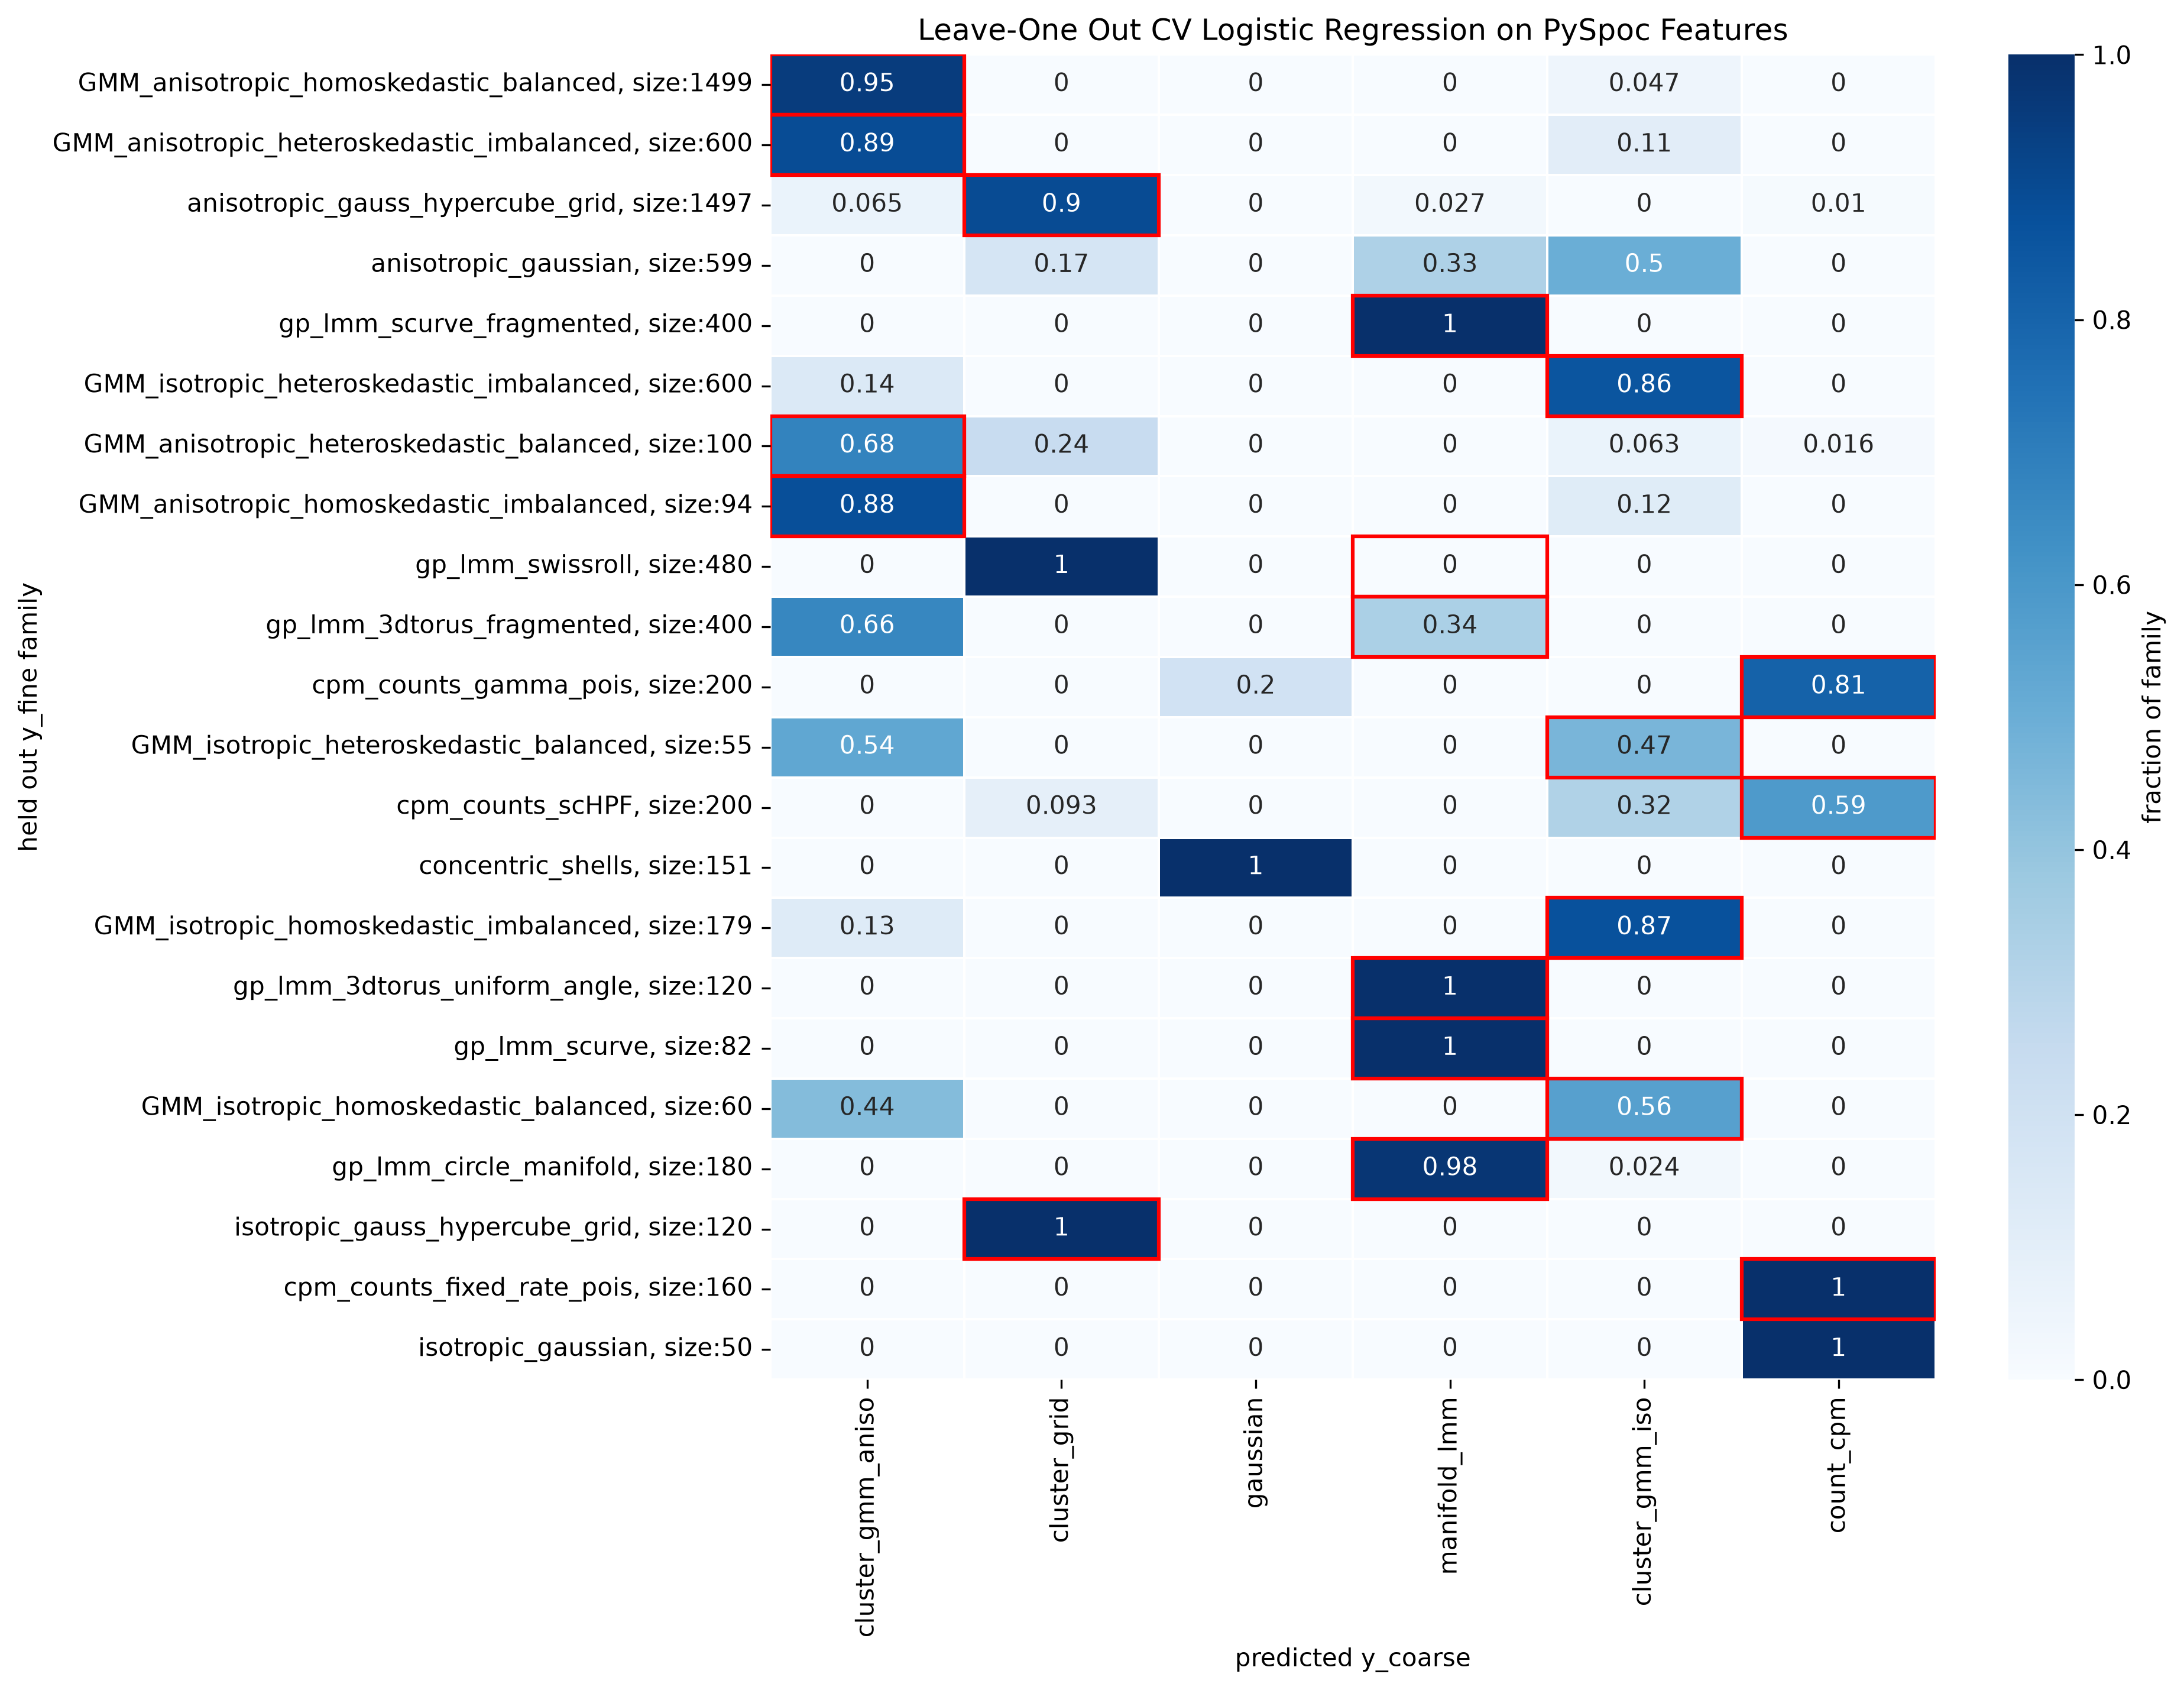 Leave-One Out CV Logistic Regression on PySpoc Features
held out y_fine family
GMM_anisotropic_homoskedastic_balanced, size:1499 0.95 0 0 0 0.047 0
GMM_anisotropic_heteroskedastic_imbalanced, size:600 0.89 0 0 0 0.11 0
anisotropic_gauss_hypercube_grid, size:1497 0.065 0.9 0 0.027 0 0.01
anisotropic_gaussian, size:599 0 0.17 0 0.33 0.5 0
gp_lmm_scurve_fragmented, size:400 0 0 0 1 0 0
GMM_isotropic_heteroskedastic_imbalanced, size:600 0.14 0 0 0 0.86 0
GMM_anisotropic_heteroskedastic_balanced, size:100 0.68 0.24 0 0 0.063 0.016
GMM_anisotropic_homoskedastic_imbalanced, size:94 0.88 0 0 0 0.12 0
gp_lmm_swissroll, size:480 0 1 0 0 0 0
gp_lmm_3dtorus_fragmented, size:400 0.66 0 0 0.34 0 0
cpm_counts_gamma_pois, size:200 0 0 0.2 0 0 0.81
GMM_isotropic_heteroskedastic_balanced, size:55 0.54 0 0 0 0.47 0
cpm_counts_scHPF, size:200 0 0.093 0 0 0.32 0.59
concentric_shells, size:151 0 0 1 0 0 0
GMM_isotropic_homoskedastic_imbalanced, size:179 0.13 0 0 0 0.87 0
gp_lmm_3dtorus_uniform_angle, size:120 0 0 0 1 0 0
gp_lmm_scurve, size:82 0 0 0 1 0 0
GMM_isotropic_homoskedastic_balanced, size:60 0.44 0 0 0 0.56 0
gp_lmm_circle_manifold, size:180 0 0 0 0.98 0.024 0
isotropic_gauss_hypercube_grid, size:120 0 1 0 0 0 0
cpm_counts_fixed_rate_pois, size:160 0 0 0 0 0 1
isotropic_gaussian, size:50 0 0 0 0 0 1
cluster_gmm_aniso
cluster_grid
gaussian
manifold_lmm
cluster_gmm_iso
count_cpm
predicted y_coarse
1.0
0.8
0.6
0.4
0.2
0.0
fraction of family